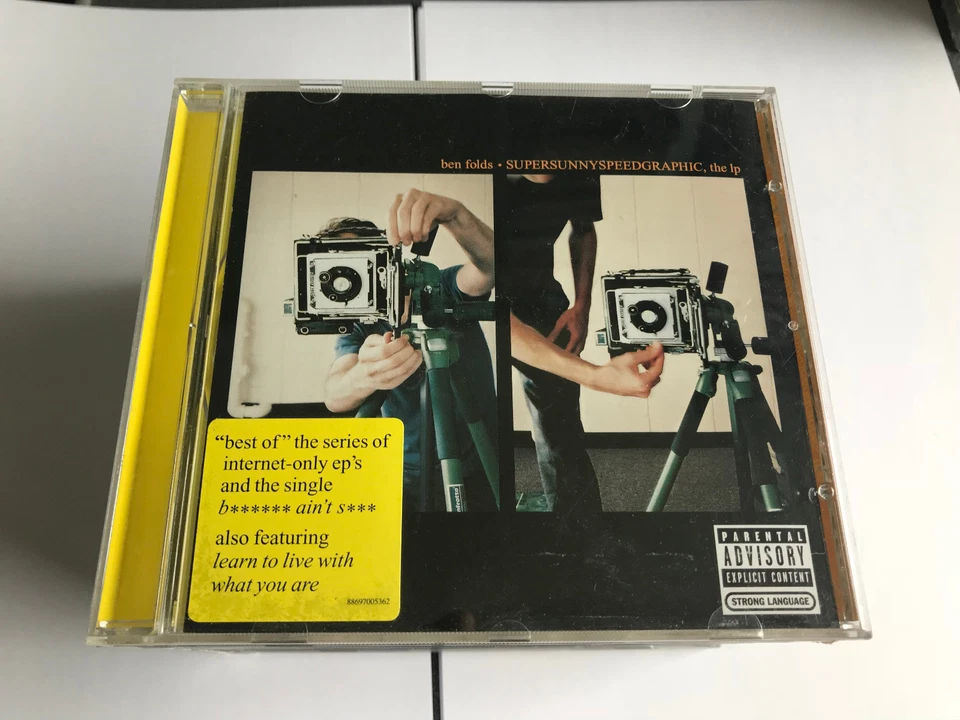 ben folds • SUPERSUNNYSPEEDGRAPHIC, the lp
“best of” the series of
internet-only ep’s
and the single
b****** ain’t s***
also featuring
learn to live with
what you are
88697005362
PARENTAL
ADVISORY
EXPLICIT CONTENT
STRONG LANGUAGE